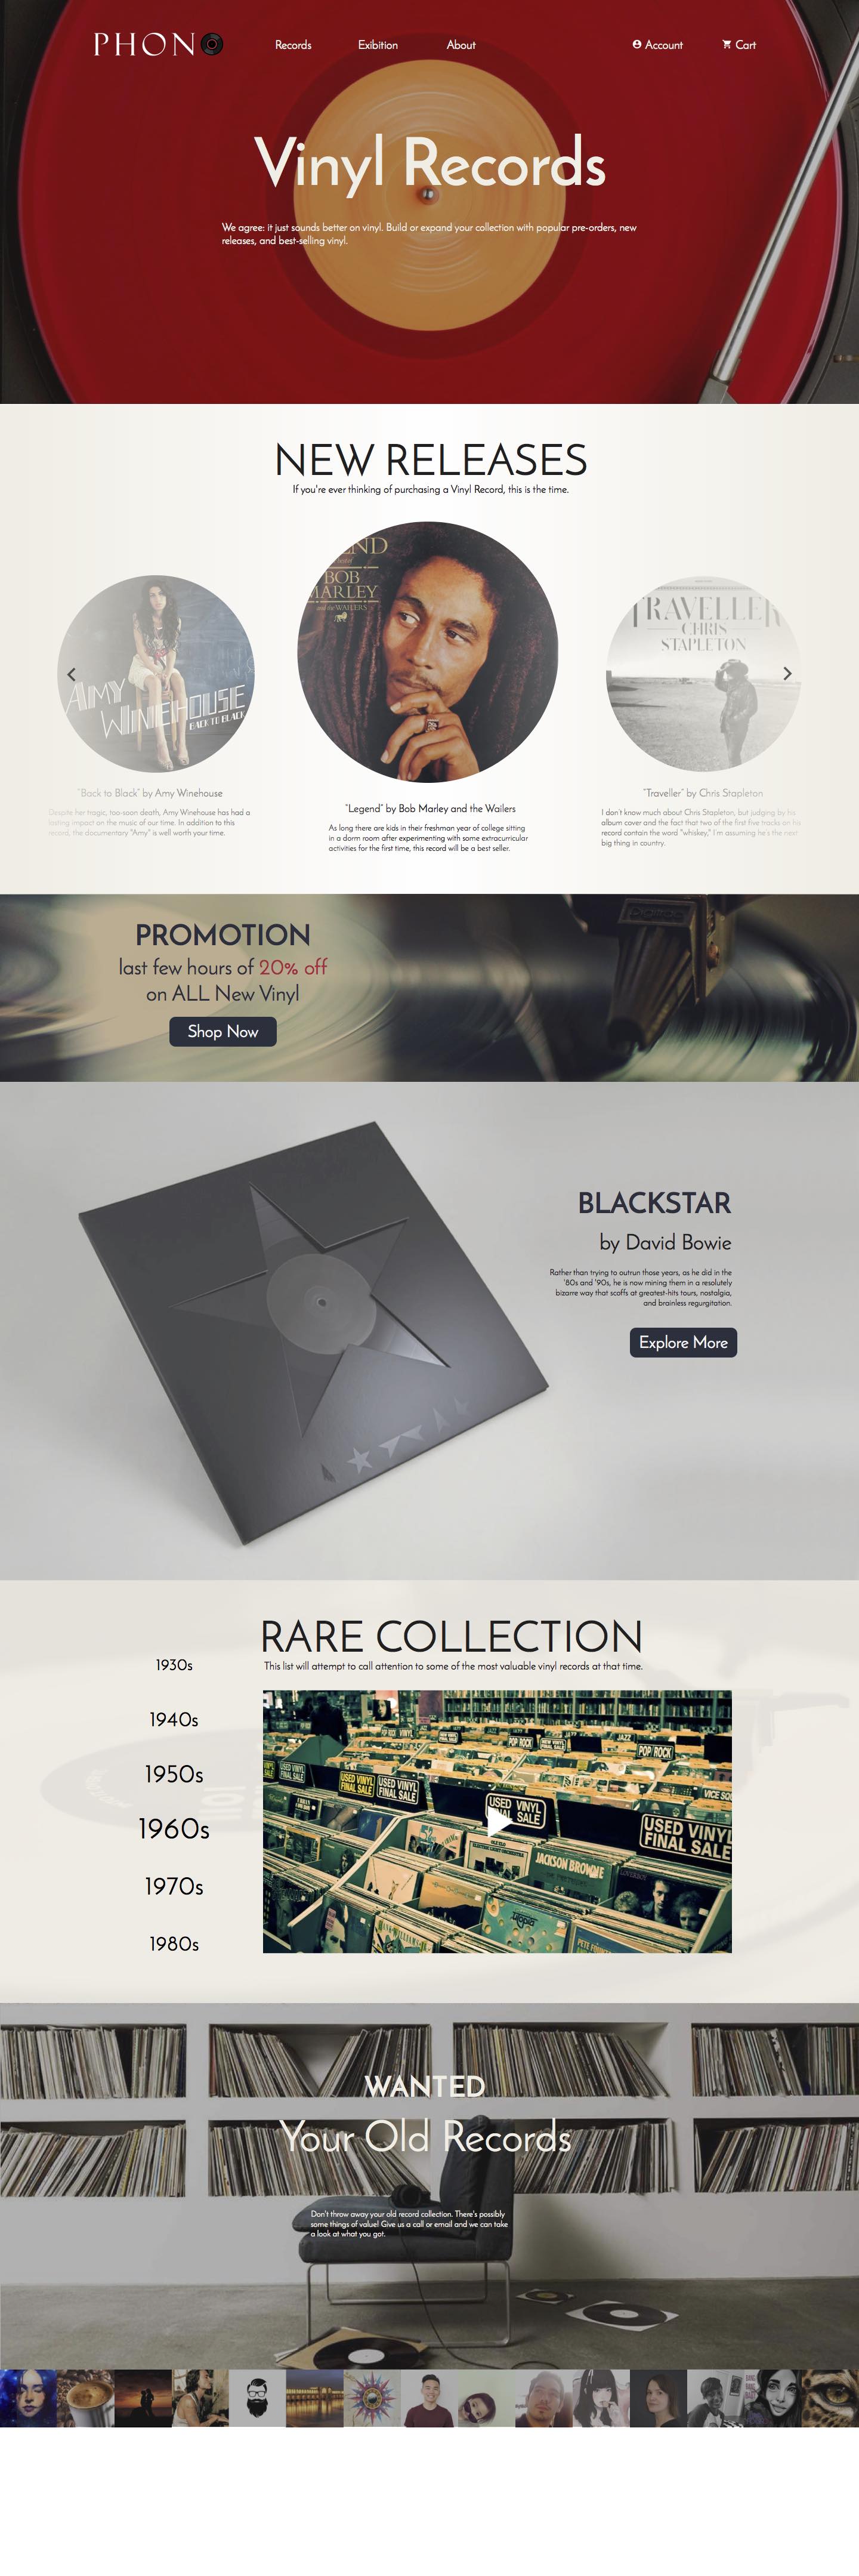 PHONO
Records
Exibition
About
Account
Cart
Vinyl Records
We agree: it just sounds better on vinyl. Build or expand your collection with popular pre-orders, new
releases, and best-selling vinyl.
NEW RELEASES
If you're ever thinking of purchasing a Vinyl Record, this is the time.
BOB
MARLEY
and the WAILERS
AMY
WINEHOUSE
BACK TO BLACK
TRAVELLER
CHRIS
STAPLETON
"Back to Black" by Amy Winehouse
Despite her tragic, too-soon death, Amy Winehouse has had a
lasting impact on the music of our time. In addition to this
record, the documentary "Amy" is well worth your time.
"Legend" by Bob Marley and the Wailers
As long there are kids in their freshman year of college sitting
in a dorm room after experimenting with some extracurricular
activities for the first time, this record will be a best seller.
"Traveller" by Chris Stapleton
I don't know much about Chris Stapleton, but judging by his
album cover and the fact that two of the first five tracks on his
record contain the word "whiskey," I'm assuming he's the next
big thing in country.
PROMOTION
last few hours of 20% off
on ALL New Vinyl
Shop Now
BLACKSTAR
by David Bowie
Rather than trying to outrun those years, as he did in the
'80s and '90s, he is now mining them in a resolutely
bizarre way that scoffs at greatest-hits tours, nostalgia,
and brainless regurgitation.
Explore More
RARE COLLECTION
This list will attempt to call attention to some of the most valuable vinyl records at that time.
1930s
1940s
1950s
1960s
1970s
1980s
JAZZ
POP ROCK
POP/ROCK
USED VINYL
FINAL SALE
USED VINYL
FINAL SALE
USED VINYL
FINAL SALE
USED VINYL
FINAL SALE
JACKSON BROWNE
Utopia
WANTED
Your Old Records
Don't throw away your old record collection. There's possibly
some things of value! Give us a call or email and we can take
a look at what you got.